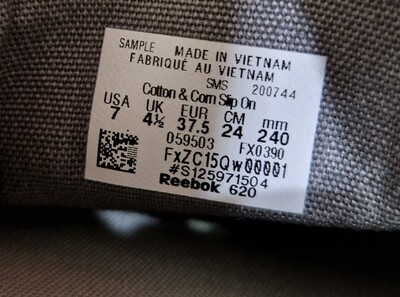 SAMPLE MADE IN VIETNAM
FABRIQUÉ AU VIETNAM
SMS 200744
Cotton & Corn Slip On
USA UK EUR CM mm
7 4½ 37.5 24 240
059503 FX0390
FxZC15Qw00001
#S125971504
Reebok 620